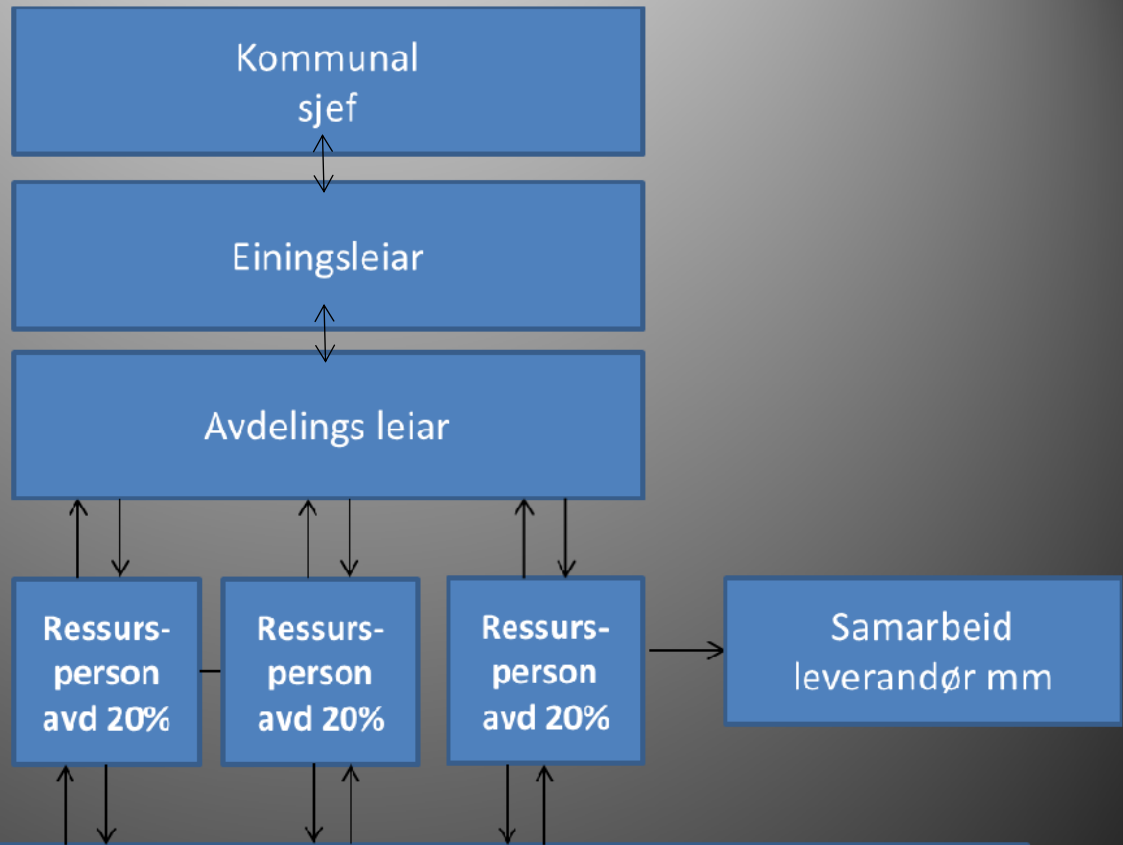 Kommunal
sjef
Einingsleiar
Avdelings leiar
Ressurs-
person
avd 20%
Ressurs-
person
avd 20%
Ressurs-
person
avd 20%
Samarbeid
leverandør mm